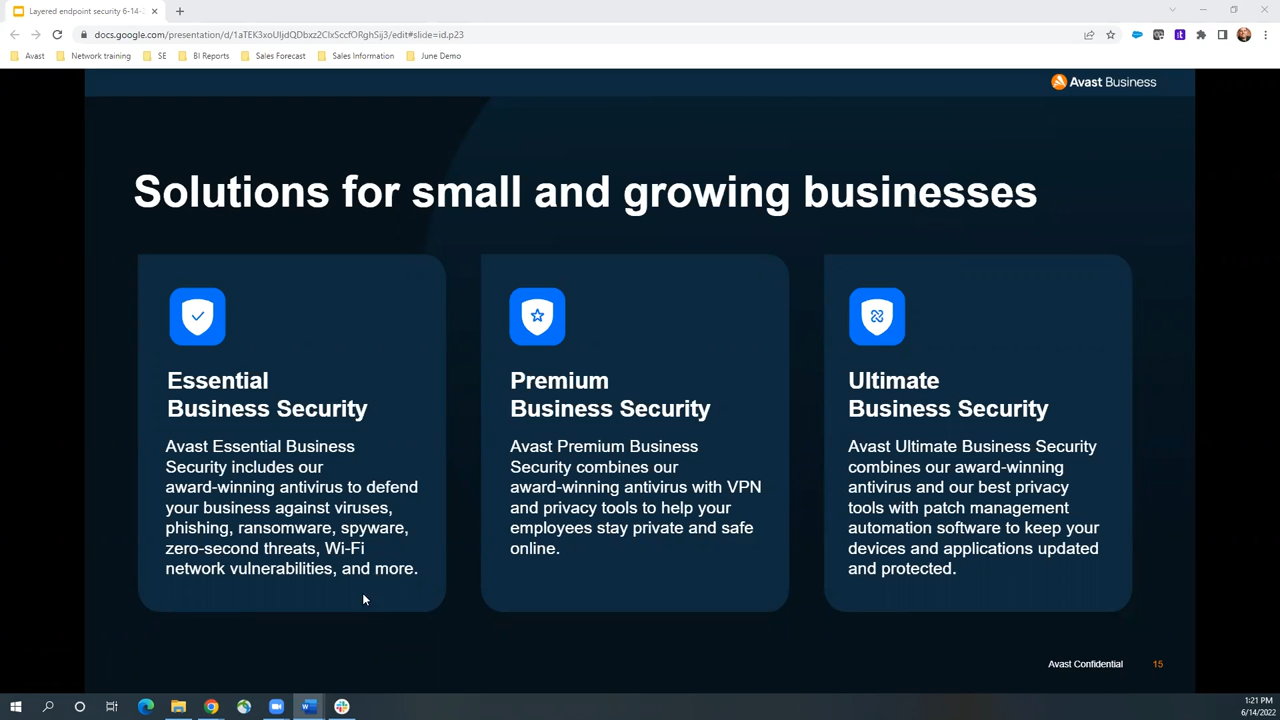 Layered endpoint security 6-14-
docs.google.com/presentation/d/1aTEK3xoUljdQDbxz2ClxSccfORghSij3/edit#slide=id.p23
Avast
Network training
SE
BI Reports
Sales Forecast
Sales Information
June Demo
Avast Business
Solutions for small and growing businesses
Essential
Business Security
Avast Essential Business
Security includes our
award-winning antivirus to defend
your business against viruses,
phishing, ransomware, spyware,
zero-second threats, Wi-Fi
network vulnerabilities, and more.
Premium
Business Security
Avast Premium Business
Security combines our
award-winning antivirus with VPN
and privacy tools to help your
employees stay private and safe
online.
Ultimate
Business Security
Avast Ultimate Business Security
combines our award-winning
antivirus and our best privacy
tools with patch management
automation software to keep your
devices and applications updated
and protected.
Avast Confidential
15
1:21 PM
6/14/2022